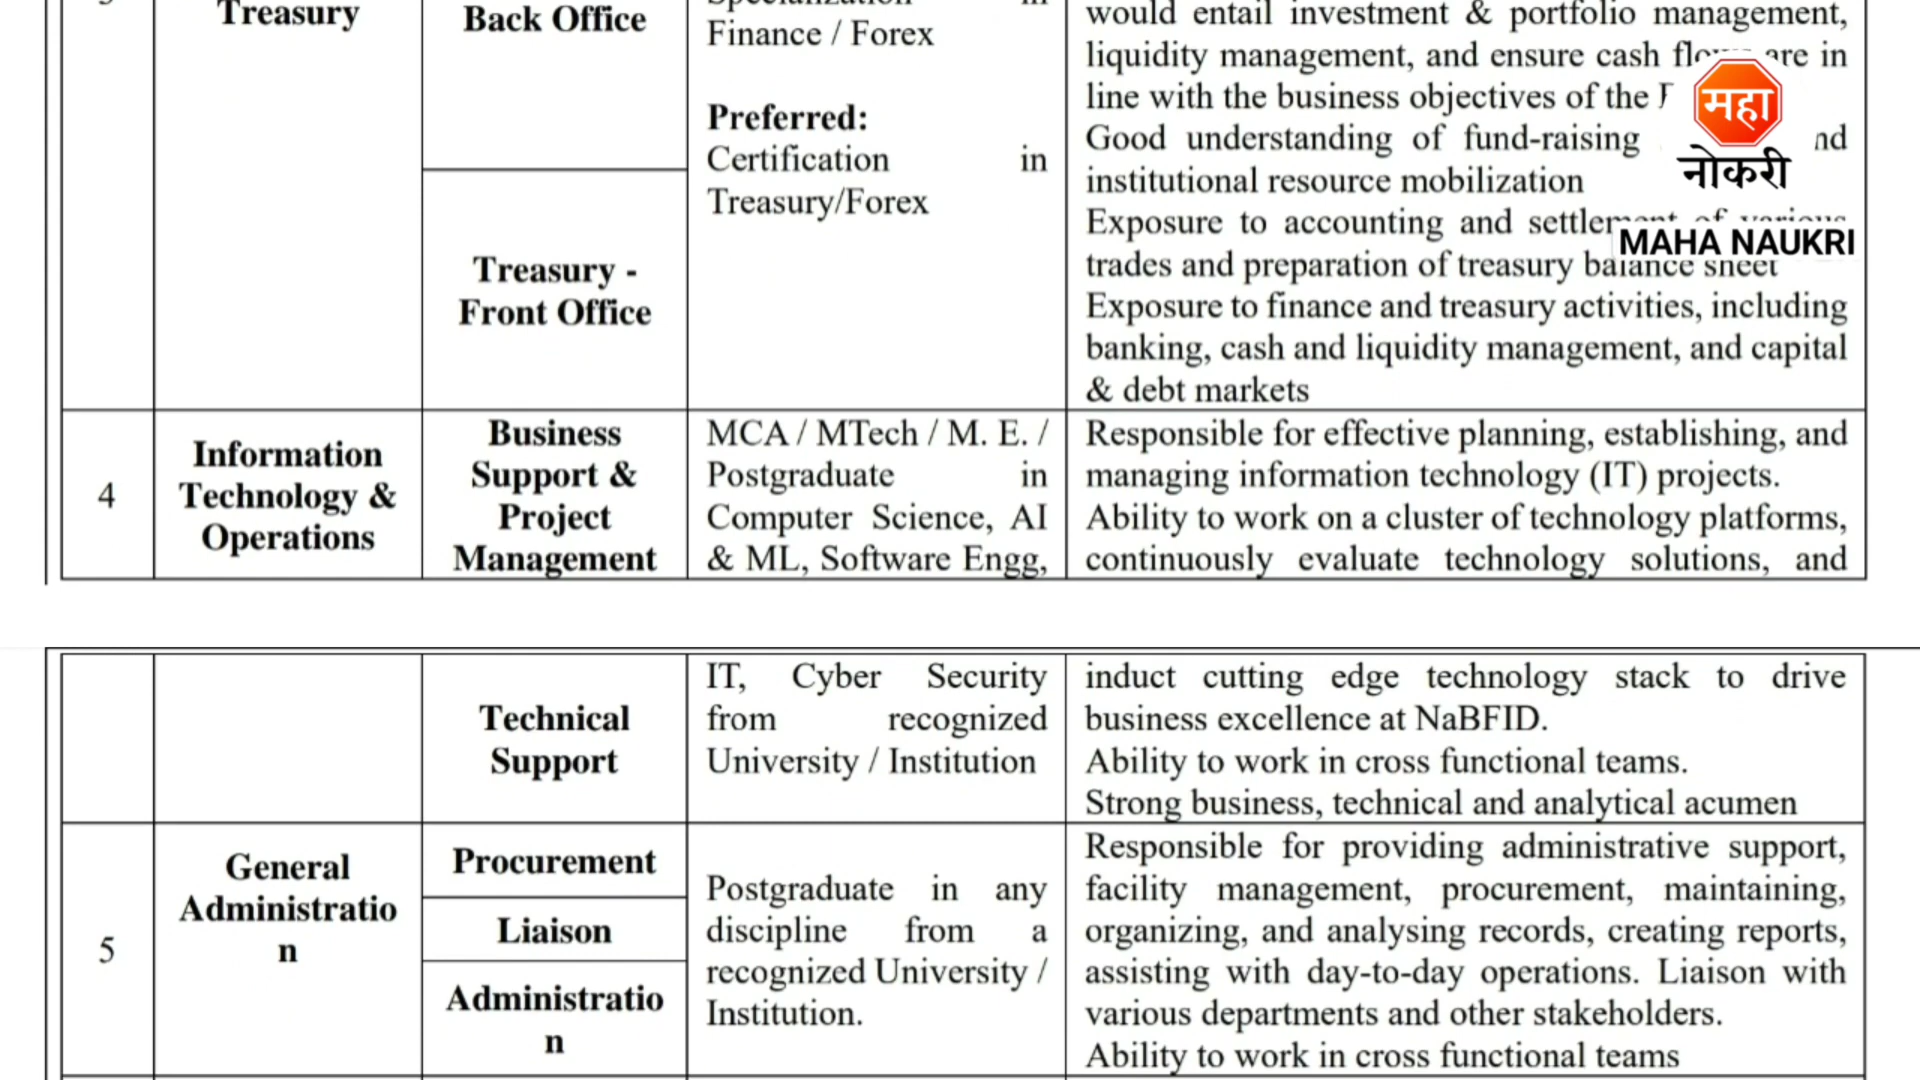 Treasury
Back Office
Finance / Forex
Preferred:
Certification in
Treasury/Forex
Treasury -
Front Office
would entail investment & portfolio management,
liquidity management, and ensure cash are in
line with the business objectives of the
Good understanding of fund-raising
institutional resource mobilization
Exposure to accounting and settlement of various
trades and preparation of treasury balance sheet
Exposure to finance and treasury activities, including
banking, cash and liquidity management, and capital
& debt markets
महा
नोकरी
MAHA NAUKRI
4
Information
Technology &
Operations
Business
Support &
Project
Management
MCA / MTech / M. E. /
Postgraduate in
Computer Science, AI
& ML, Software Engg,
Responsible for effective planning, establishing, and
managing information technology (IT) projects.
Ability to work on a cluster of technology platforms,
continuously evaluate technology solutions, and
Technical
Support
IT, Cyber Security
from recognized
University / Institution
induct cutting edge technology stack to drive
business excellence at NaBFID.
Ability to work in cross functional teams.
Strong business, technical and analytical acumen
5
General
Administratio
n
Procurement
Liaison
Administratio
n
Postgraduate in any
discipline from a
recognized University /
Institution.
Responsible for providing administrative support,
facility management, procurement, maintaining,
organizing, and analysing records, creating reports,
assisting with day-to-day operations. Liaison with
various departments and other stakeholders.
Ability to work in cross functional teams